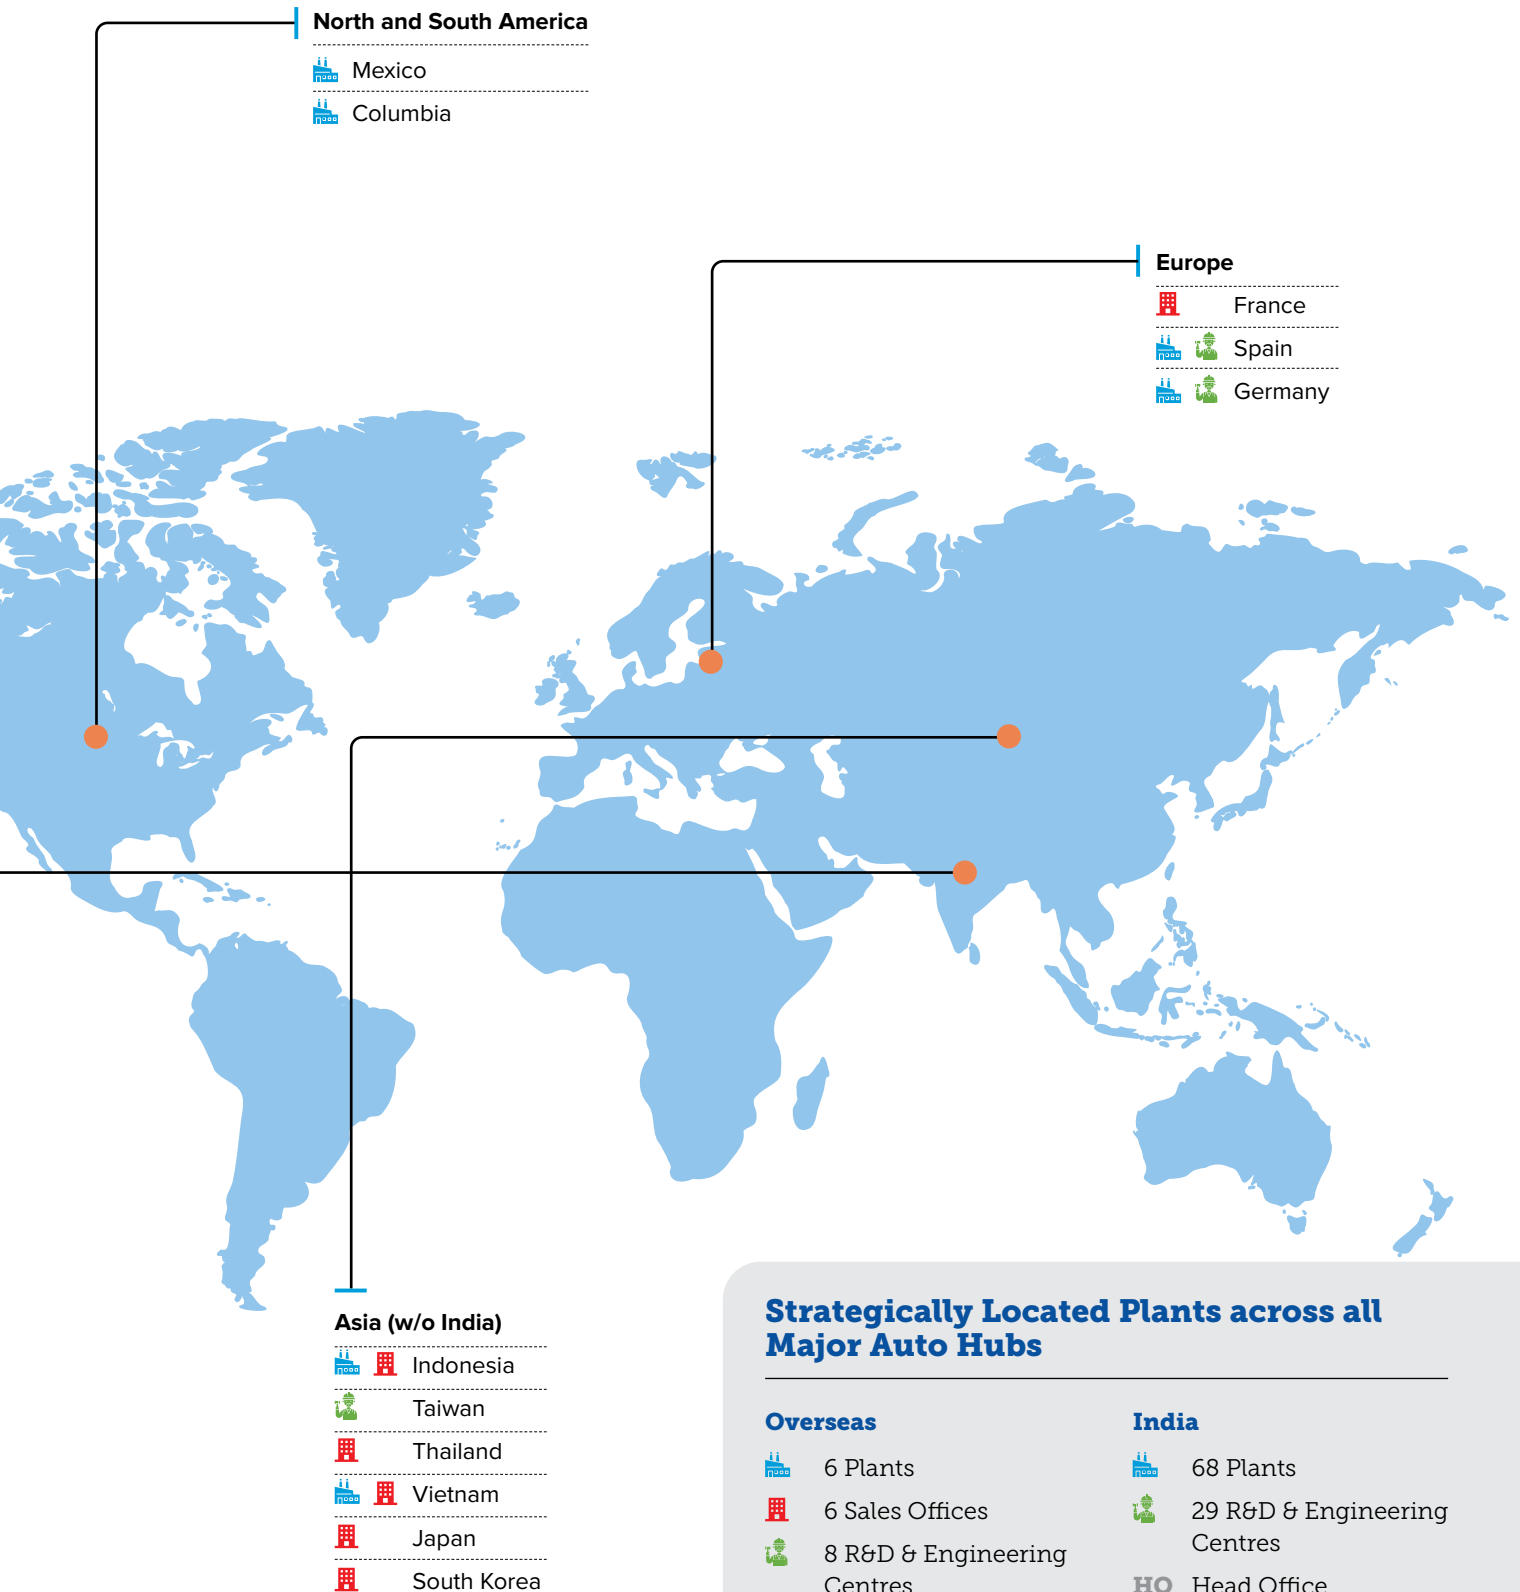 North and South America
Mexico
Columbia
Europe
France
Spain
Germany
Asia (w/o India)
Indonesia
Taiwan
Thailand
Vietnam
Japan
South Korea
Strategically Located Plants across all
Major Auto Hubs
Overseas
6 Plants
6 Sales Offices
8 R&D & Engineering
Centres
India
68 Plants
29 R&D & Engineering
Centres
HO Head Office